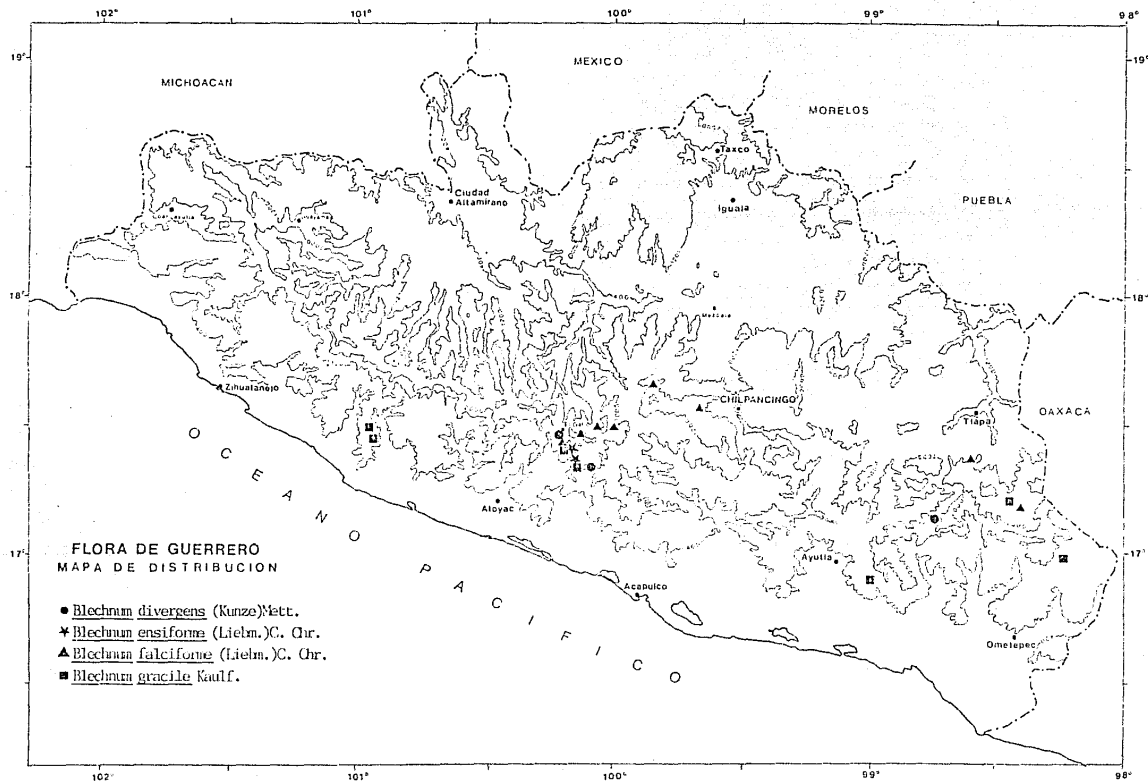 102° 101° 100° 99° 98°
19° 19°
MICHOACAN
MEXICO
MORELOS
PUEBLA
OAXACA
Taxco
Iguala
Ciudad
Altamirano
18° 18°
Zihuatanejo
CHILPANCINGO
Tlapa
Atoyac
17° 17°
Ayutla
Acapulco
Ometepec
OCEANO PACIFICO
FLORA DE GUERRERO
MAPA DE DISTRIBUCION
Blechnum divergens (Kunze)Mett.
Blechnum ensiforme (Liebm.)C. Chr.
Blechnum falciforme (Liebm.)C. Chr.
Blechnum gracile Kaulf.
102° 101° 100° 99° 98°